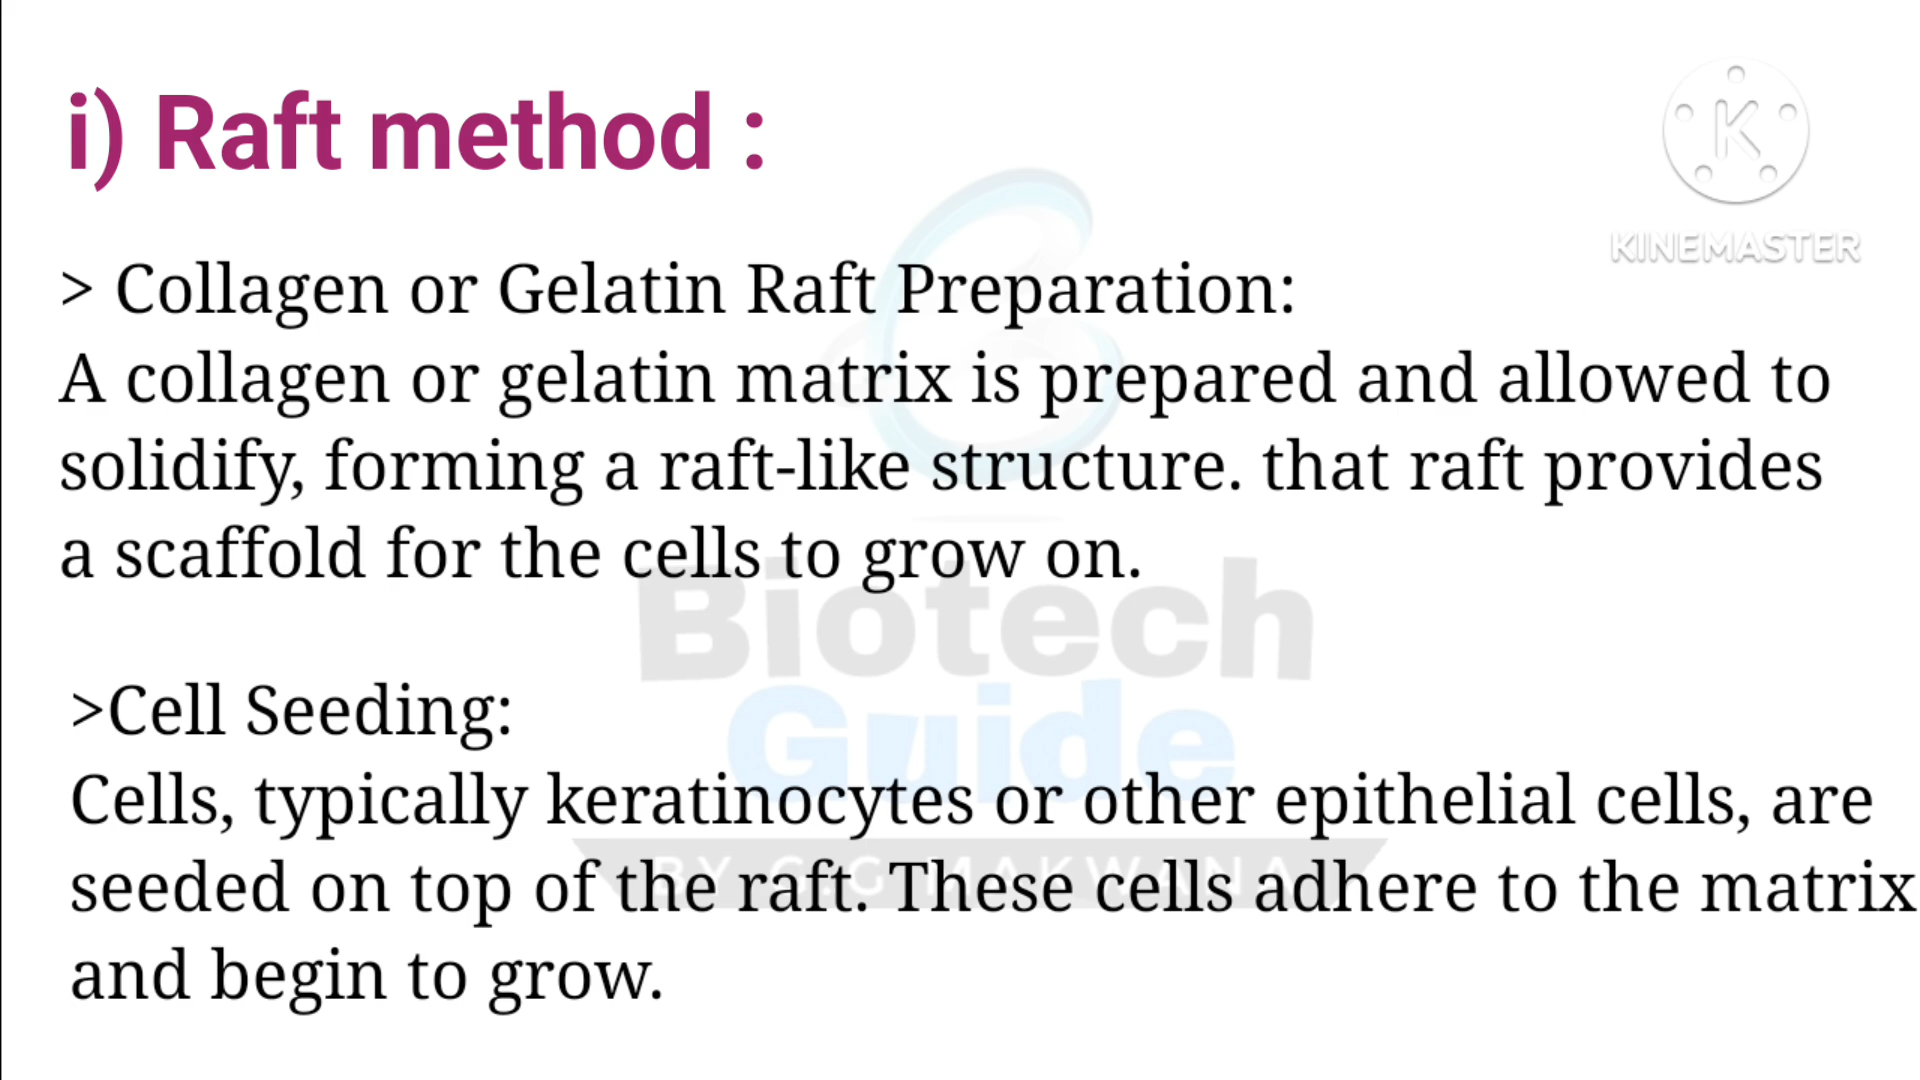 i) Raft method :
K
KINEMASTER
> Collagen or Gelatin Raft Preparation:
A collagen or gelatin matrix is prepared and allowed to
solidify, forming a raft-like structure. that raft provides
a scaffold for the cells to grow on.
Biotech
Guide
BY G.G MAKWANA
>Cell Seeding:
Cells, typically keratinocytes or other epithelial cells, are
seeded on top of the raft. These cells adhere to the matrix
and begin to grow.